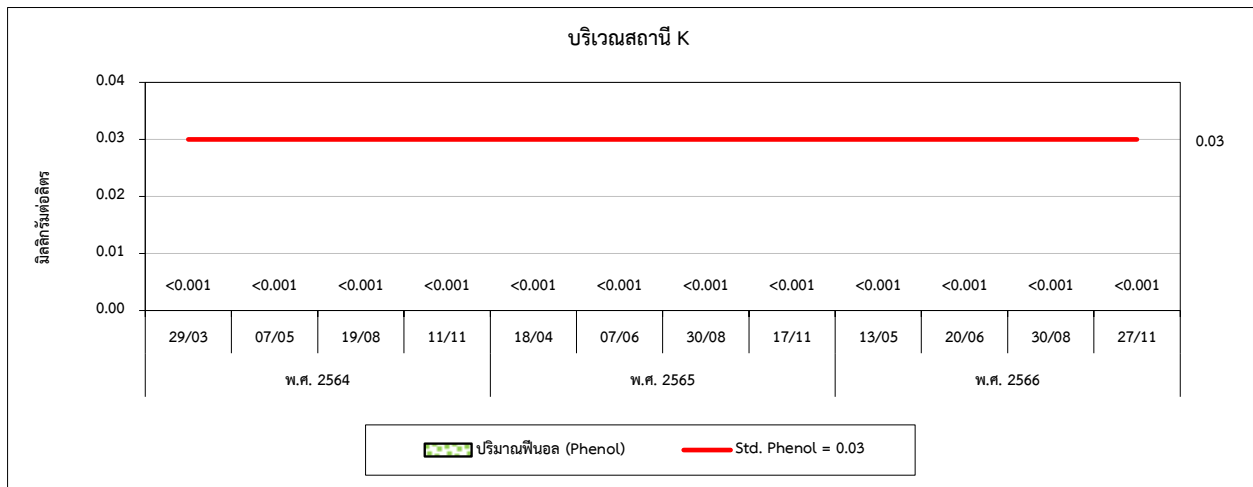 บริเวณสถานี K
มิลลิกรัมต่อลิตร
0.04
0.03
0.03
0.02
0.01
0.00
<0.001 <0.001 <0.001 <0.001 <0.001 <0.001 <0.001 <0.001 <0.001 <0.001 <0.001 <0.001
29/03 07/05 19/08 11/11 18/04 07/06 30/08 17/11 13/05 20/06 30/08 27/11
พ.ศ. 2564 พ.ศ. 2565 พ.ศ. 2566
ปริมาณฟีนอล (Phenol) Std. Phenol = 0.03